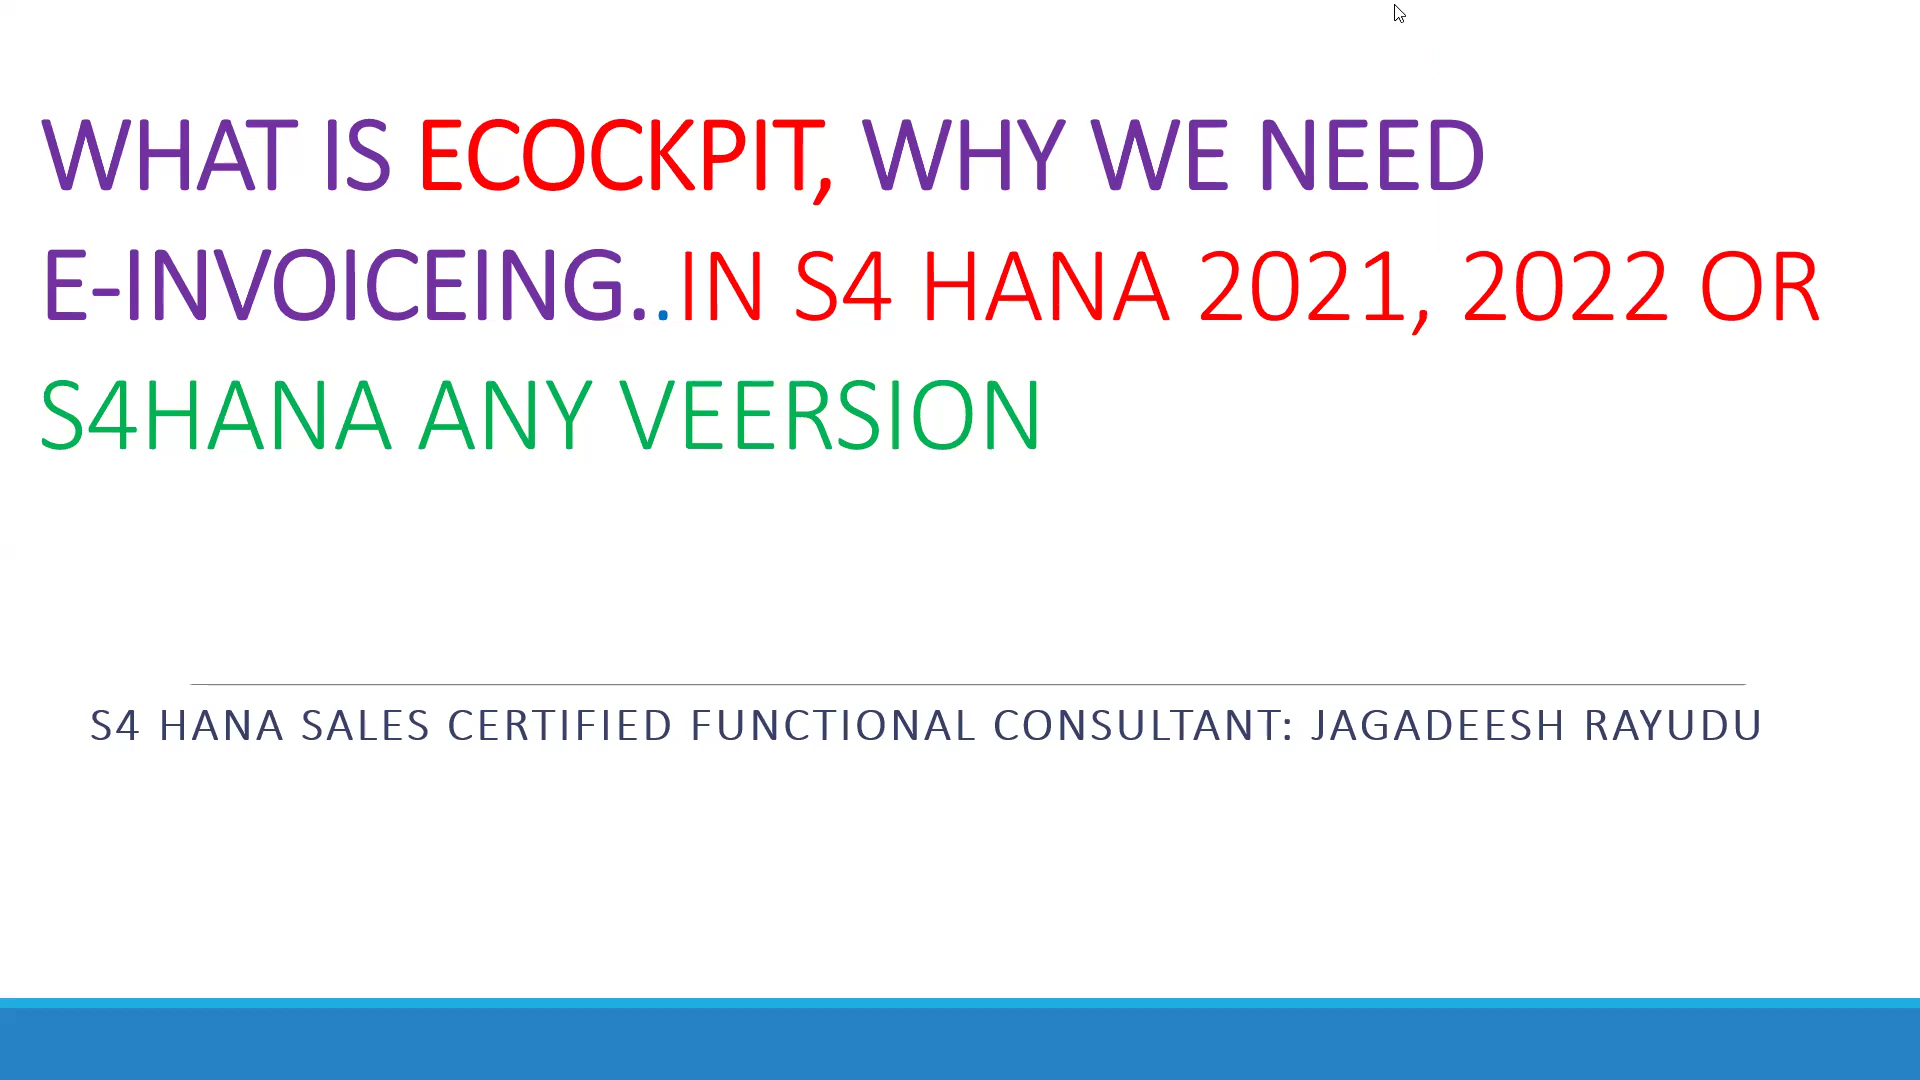 WHAT IS ECOCKPIT, WHY WE NEED
E-INVOICEING...IN S4 HANA 2021, 2022 OR
S4HANA ANY VEERSION
S4 HANA SALES CERTIFIED FUNCTIONAL CONSULTANT: JAGADEESH RAYUDU